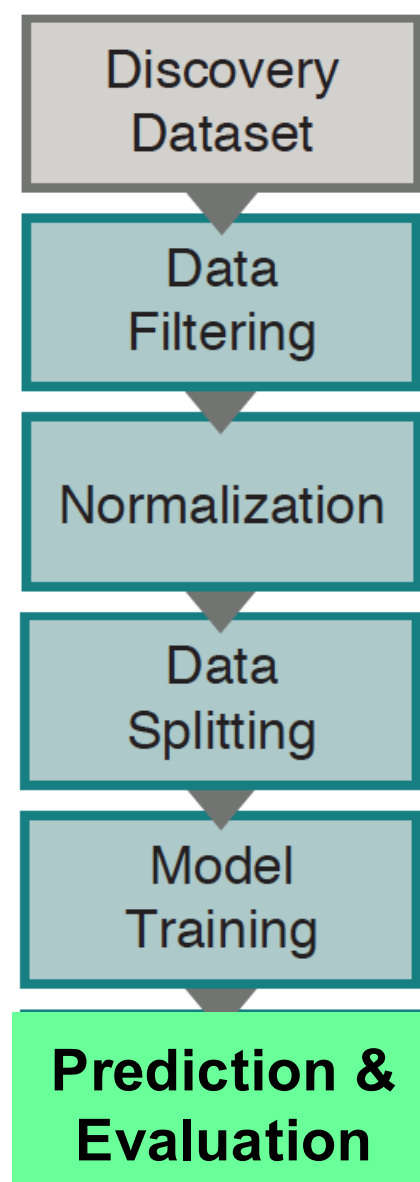 Discovery
Dataset
Data
Filtering
Normalization
Data
Splitting
Model
Training
Prediction &
Evaluation